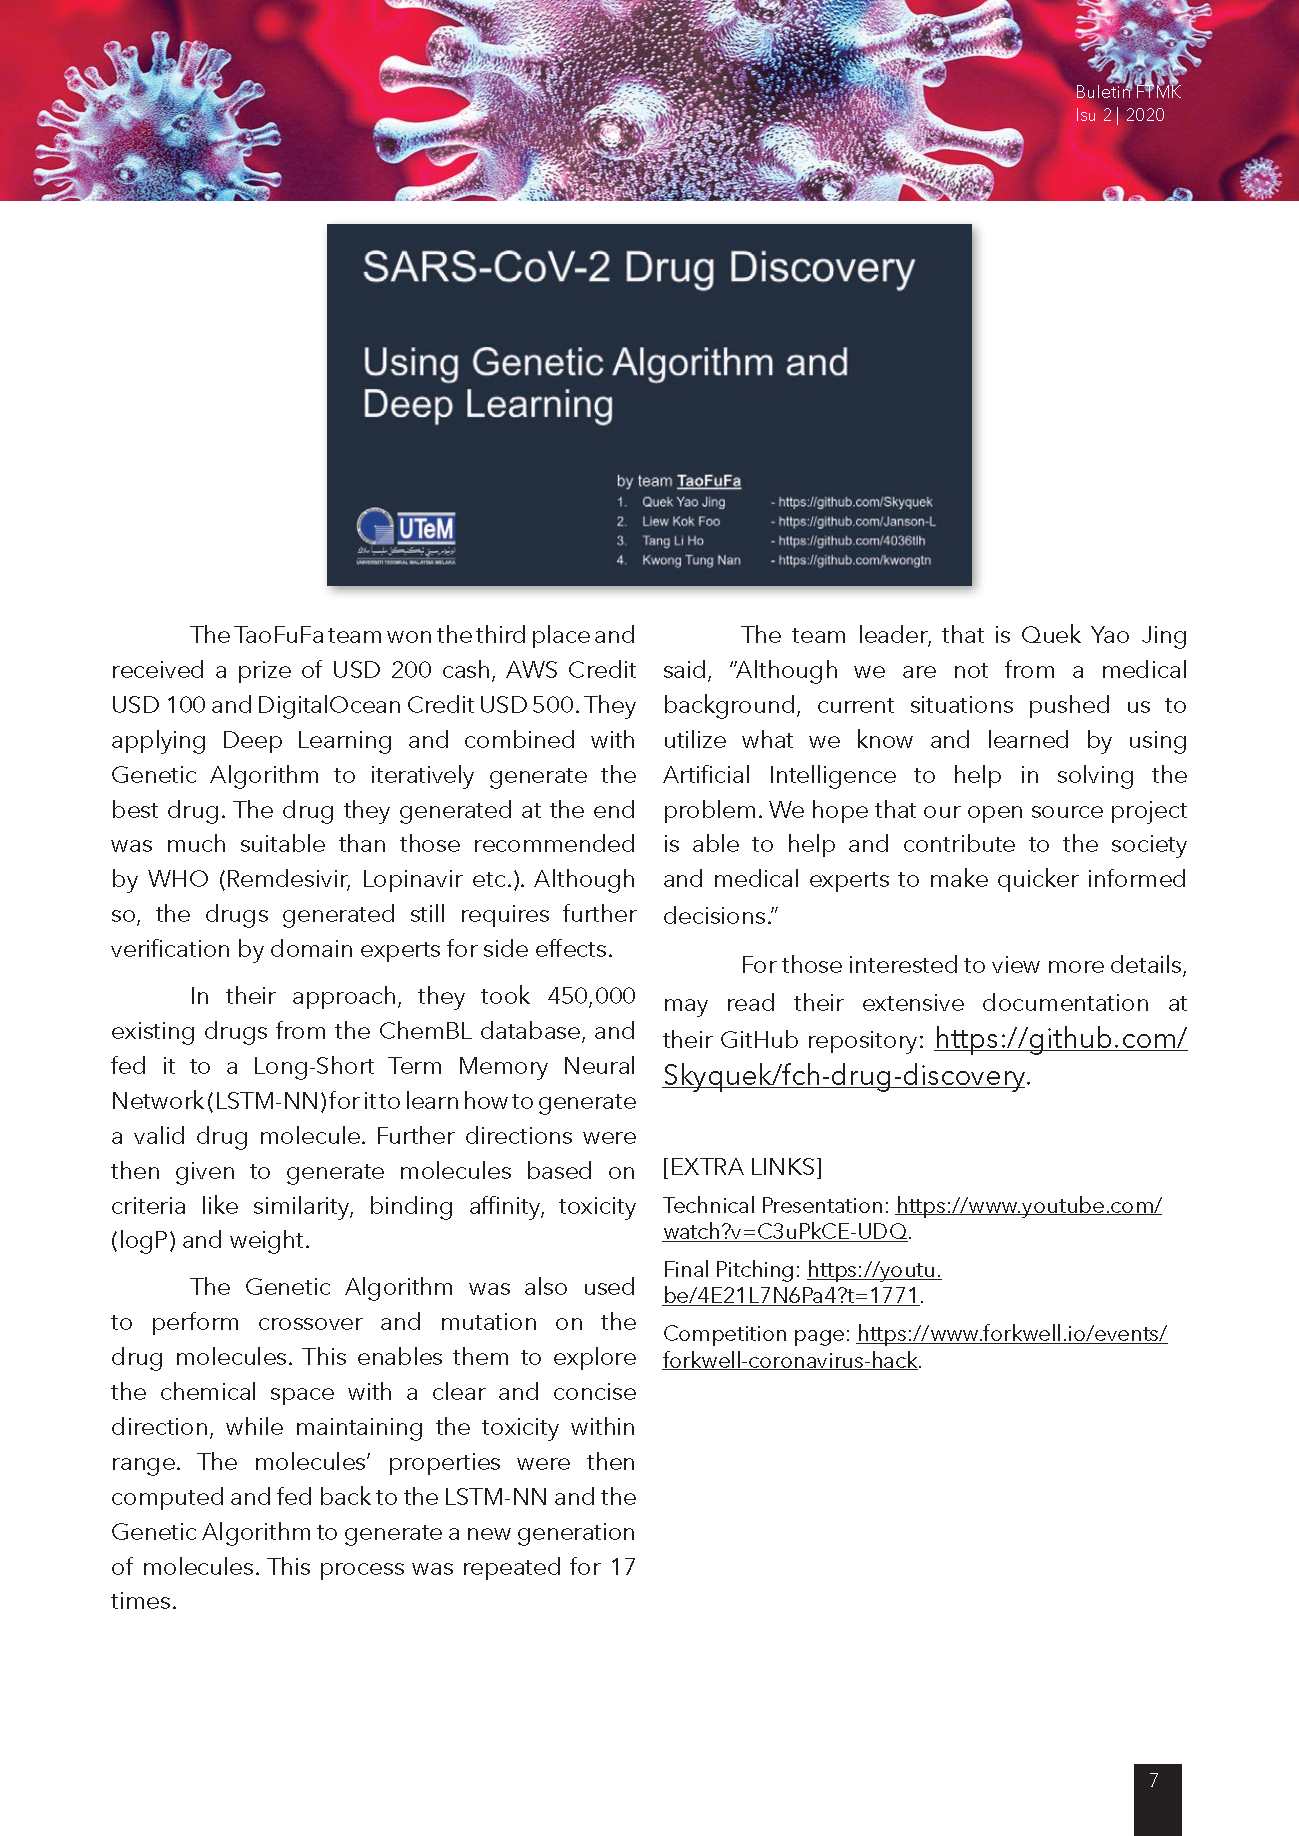 Buletin FTMK
Isu 2| 2020
SARS-CoV-2 Drug Discovery
Using Genetic Algorithm and
Deep Learning
by team TaoFuFa
1. Quek Yao Jing - https://github.com/Skyquek
2. Liew Kok Foo - https://github.com/Janson-L
3. Tang Li Ho - https://github.com/4036tlh
4. Kwong Tung Nan - https://github.com/kwongtn
UTeM
اونيۏرسيتي تيكنيكل مليسيا ملاك
UNIVERSITI TEKNIKAL MALAYSIA MELAKA
The TaoFuFa team won the third place and
received a prize of USD 200 cash, AWS Credit
USD 100 and DigitalOcean Credit USD 500. They
applying Deep Learning and combined with
Genetic Algorithm to iteratively generate the
best drug. The drug they generated at the end
was much suitable than those recommended
by WHO (Remdesivir, Lopinavir etc.). Although
so, the drugs generated still requires further
verification by domain experts for side effects.
In their approach, they took 450,000
existing drugs from the ChemBL database, and
fed it to a Long-Short Term Memory Neural
Network (LSTM-NN) for it to learn how to generate
a valid drug molecule. Further directions were
then given to generate molecules based on
criteria like similarity, binding affinity, toxicity
(logP) and weight.
The Genetic Algorithm was also used
to perform crossover and mutation on the
drug molecules. This enables them to explore
the chemical space with a clear and concise
direction, while maintaining the toxicity within
range. The molecules’ properties were then
computed and fed back to the LSTM-NN and the
Genetic Algorithm to generate a new generation
of molecules. This process was repeated for 17
times.
The team leader, that is Quek Yao Jing
said, “Although we are not from a medical
background, current situations pushed us to
utilize what we know and learned by using
Artificial Intelligence to help in solving the
problem. We hope that our open source project
is able to help and contribute to the society
and medical experts to make quicker informed
decisions.”
For those interested to view more details,
may read their extensive documentation at
their GitHub repository: https://github.com/
Skyquek/fch-drug-discovery.
[EXTRA LINKS]
Technical Presentation: https://www.youtube.com/
watch?v=C3uPkCE-UDQ.
Final Pitching: https://youtu.
be/4E21L7N6Pa4?t=1771.
Competition page: https://www.forkwell.io/events/
forkwell-coronavirus-hack.
7